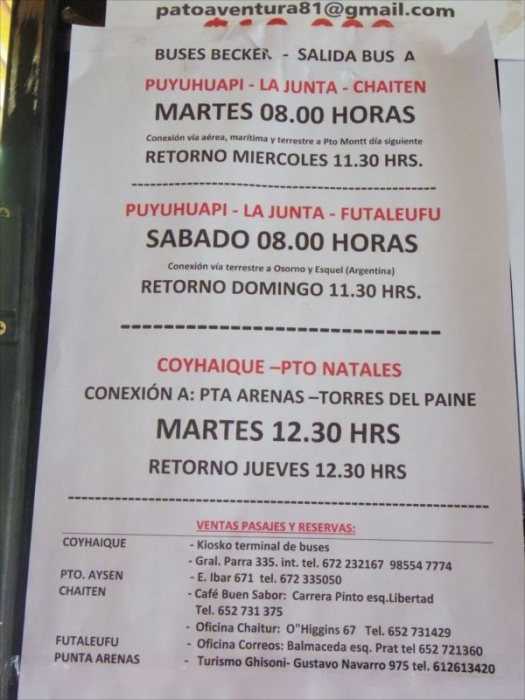 patoaventura81@gmail.com
BUSES BECKER - SALIDA BUS A
PUYUHUAPI - LA JUNTA - CHAITEN
MARTES 08.00 HORAS
Conexión vía aérea, marítima y terrestre a Pto Montt día siguiente
RETORNO MIERCOLES 11.30 HRS.
PUYUHUAPI - LA JUNTA - FUTALEUFU
SABADO 08.00 HORAS
Conexión vía terrestre a Osorno y Esquel (Argentina)
RETORNO DOMINGO 11.30 HRS.
COYHAIQUE –PTO NATALES
CONEXIÓN A: PTA ARENAS –TORRES DEL PAINE
MARTES 12.30 HRS
RETORNO JUEVES 12.30 HRS
VENTAS PASAJES Y RESERVAS:
COYHAIQUE - Kiosko terminal de buses
- Gral. Parra 335. int. tel. 672 232167 98554 7774
PTO. AYSEN - E. Ibar 671 tel. 672 335050
CHAITEN - Café Buen Sabor: Carrera Pinto esq.Libertad
Tel. 652 731 375
- Oficina Chaitur: O"Higgins 67 Tel. 652 731429
FUTALEUFU - Oficina Correos: Balmaceda esq. Prat tel 652 721360
PUNTA ARENAS - Turismo Ghisoni- Gustavo Navarro 975 tel. 612613420